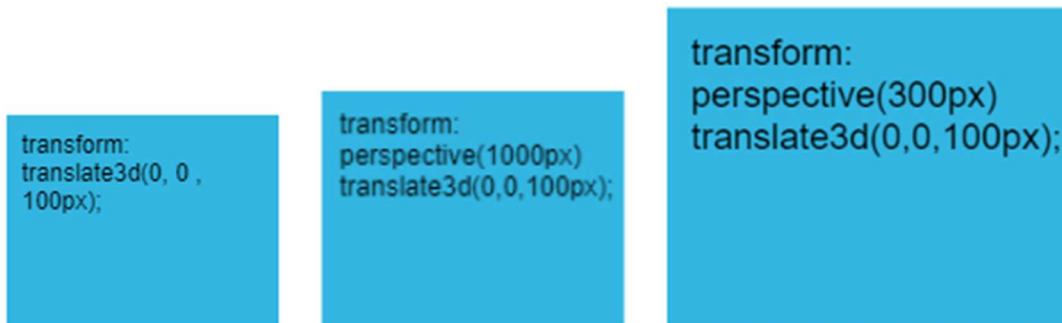 transform:
translate3d(0, 0 ,
100px);
transform:
perspective(1000px)
translate3d(0,0,100px);
transform:
perspective(300px)
translate3d(0,0,100px);